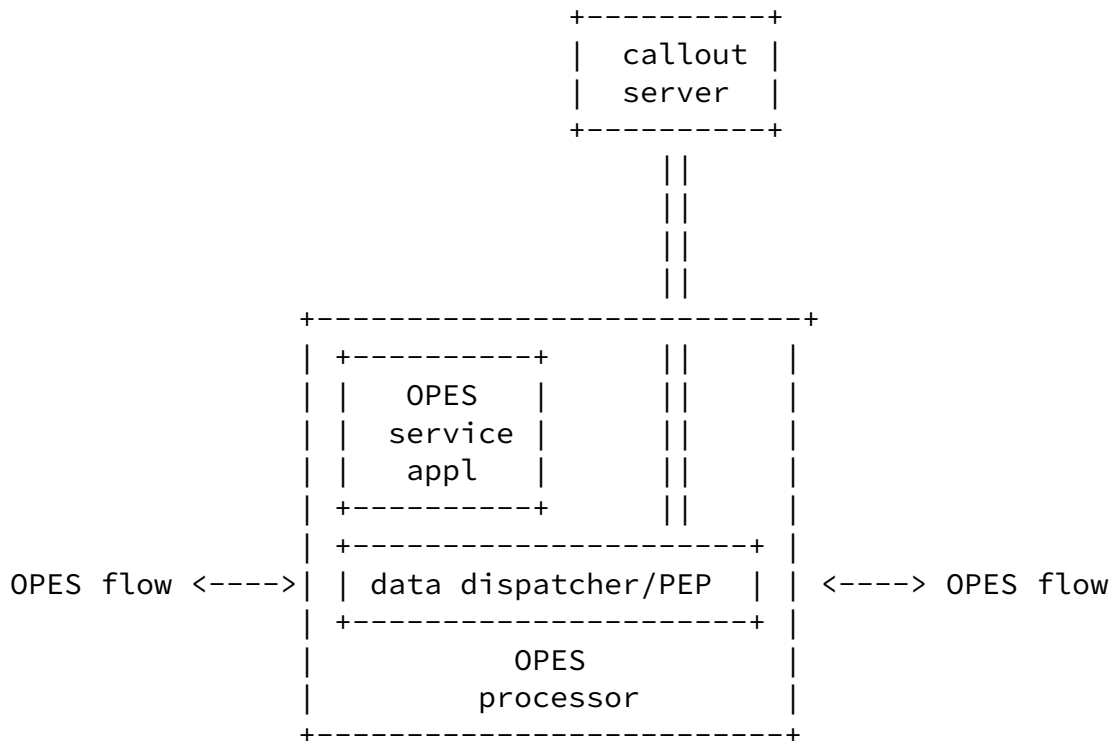 callout
server
OPES
service
appl
OPES flow <----> data dispatcher/PEP <----> OPES flow
OPES
processor